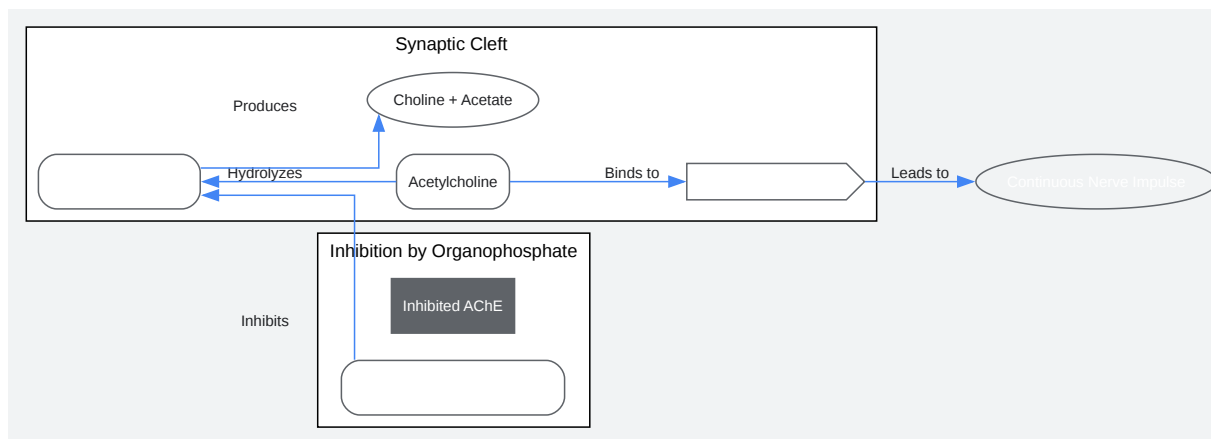 Synaptic Cleft
Choline + Acetate
Produces
Hydrolyzes
Acetylcholine
Binds to
Leads to
Continuous Nerve Impulse
Inhibition by Organophosphate
Inhibited AChE
Inhibits